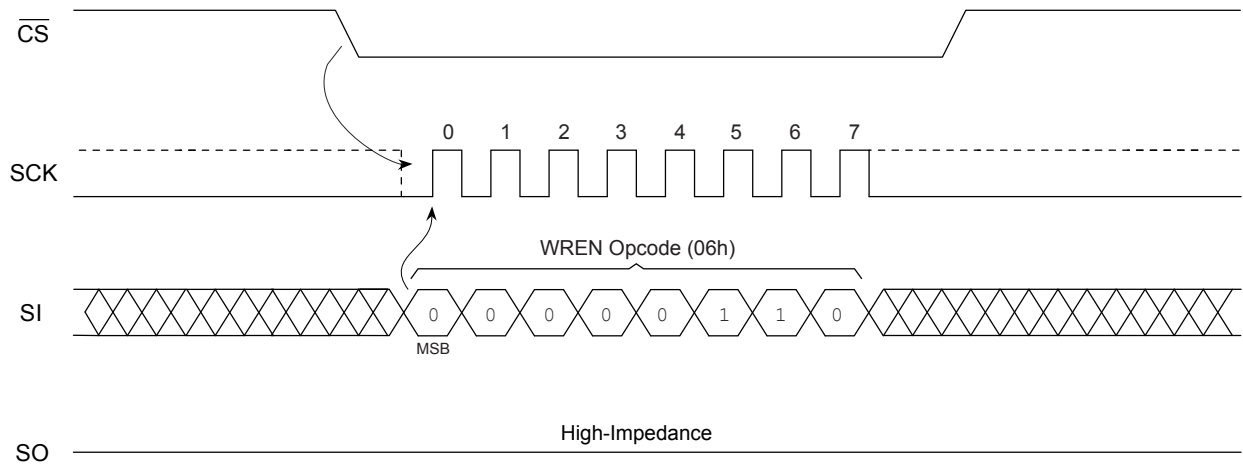 CS
0 1 2 3 4 5 6 7
SCK
WREN Opcode (06h)
SI
0 0 0 0 0 1 1 0
MSB
High-Impedance
SO